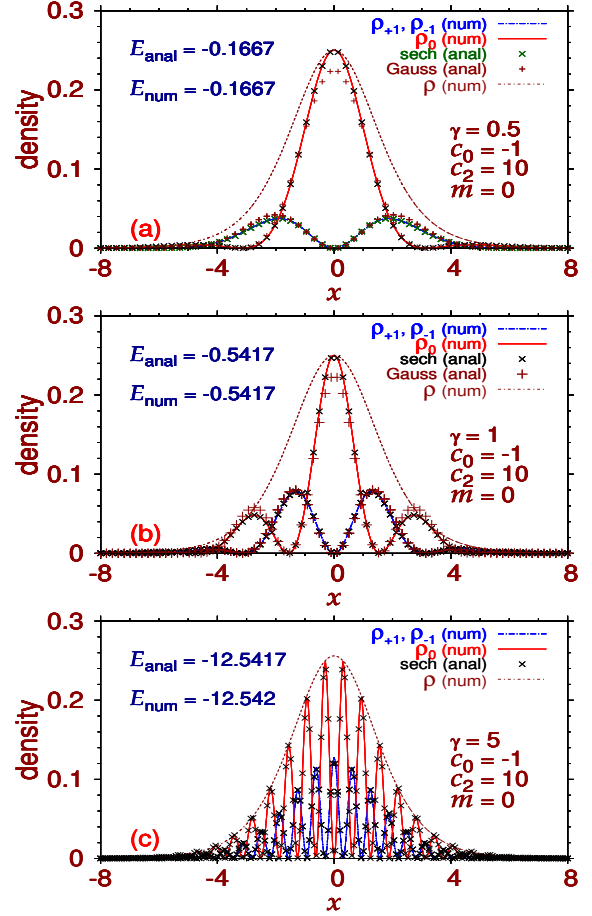 0.3
0.2
0.1
0
density
E_anal = -0.1667
E_num = -0.1667
ρ+1, ρ-1 (num)
ρ0 (num)
sech (anal)
Gauss (anal)
ρ (num)
γ = 0.5
c0 = -1
c2 = 10
m = 0
(a)
-8 -4 0 4 8
x
0.3
0.2
0.1
0
density
E_anal = -0.5417
E_num = -0.5417
ρ+1, ρ-1 (num)
ρ0 (num)
sech (anal)
Gauss (anal)
ρ (num)
γ = 1
c0 = -1
c2 = 10
m = 0
(b)
-8 -4 0 4 8
x
0.3
0.2
0.1
0
density
E_anal = -12.5417
E_num = -12.542
ρ+1, ρ-1 (num)
ρ0 (num)
sech (anal)
ρ (num)
γ = 5
c0 = -1
c2 = 10
m = 0
(c)
-8 -4 0 4 8
x